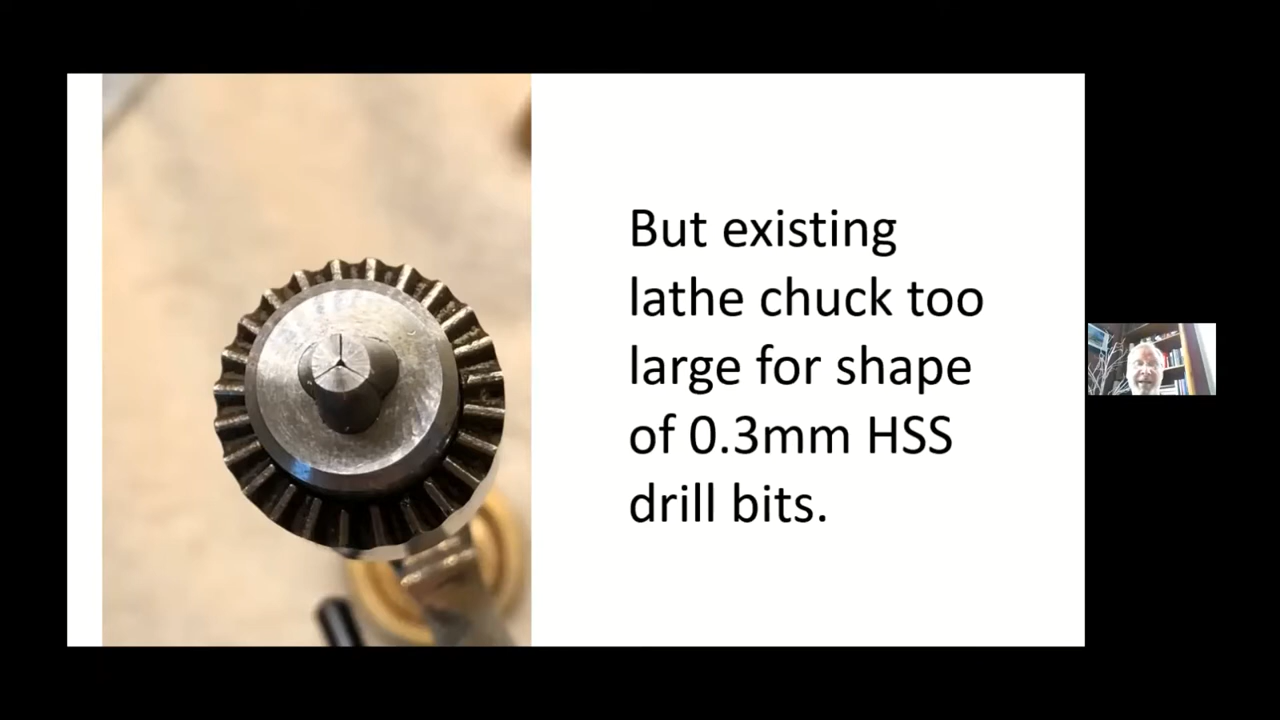 But existing
lathe chuck too
large for shape
of 0.3mm HSS
drill bits.